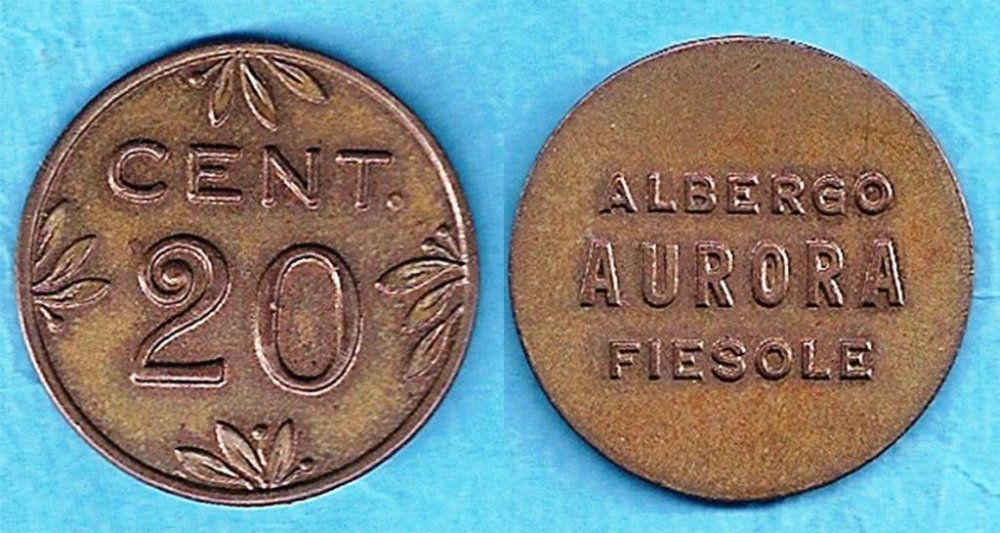 CENT.
20
ALBERGO
AURORA
FIESOLE